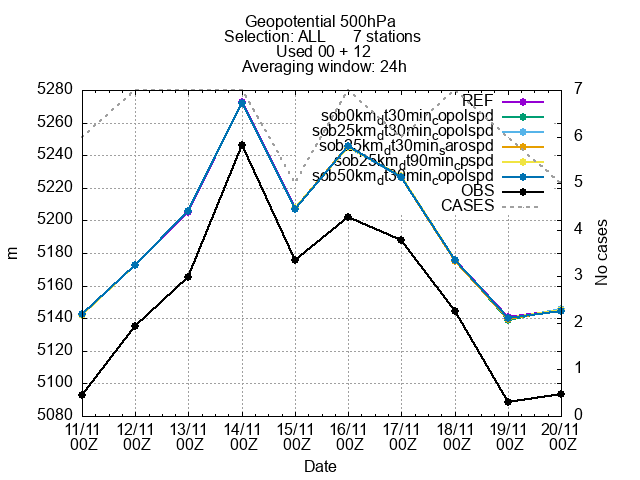 Geopotential 500hPa
Selection: ALL 7 stations
Used 00 + 12
Averaging window: 24h
5280
5260
5240
5220
5200
5180
5160
5140
5120
5100
5080
m
7
6
5
4
3
2
1
0
No cases
REF
sob0km_dt30min_copolspd
sob25km_dt30min_copolspd
OBS
CASES
sob50km_dt30min_copolspd
11/11 12/11 13/11 14/11 15/11 16/11 17/11 18/11 19/11 20/11
00Z 00Z 00Z 00Z 00Z 00Z 00Z 00Z 00Z 00Z
Date